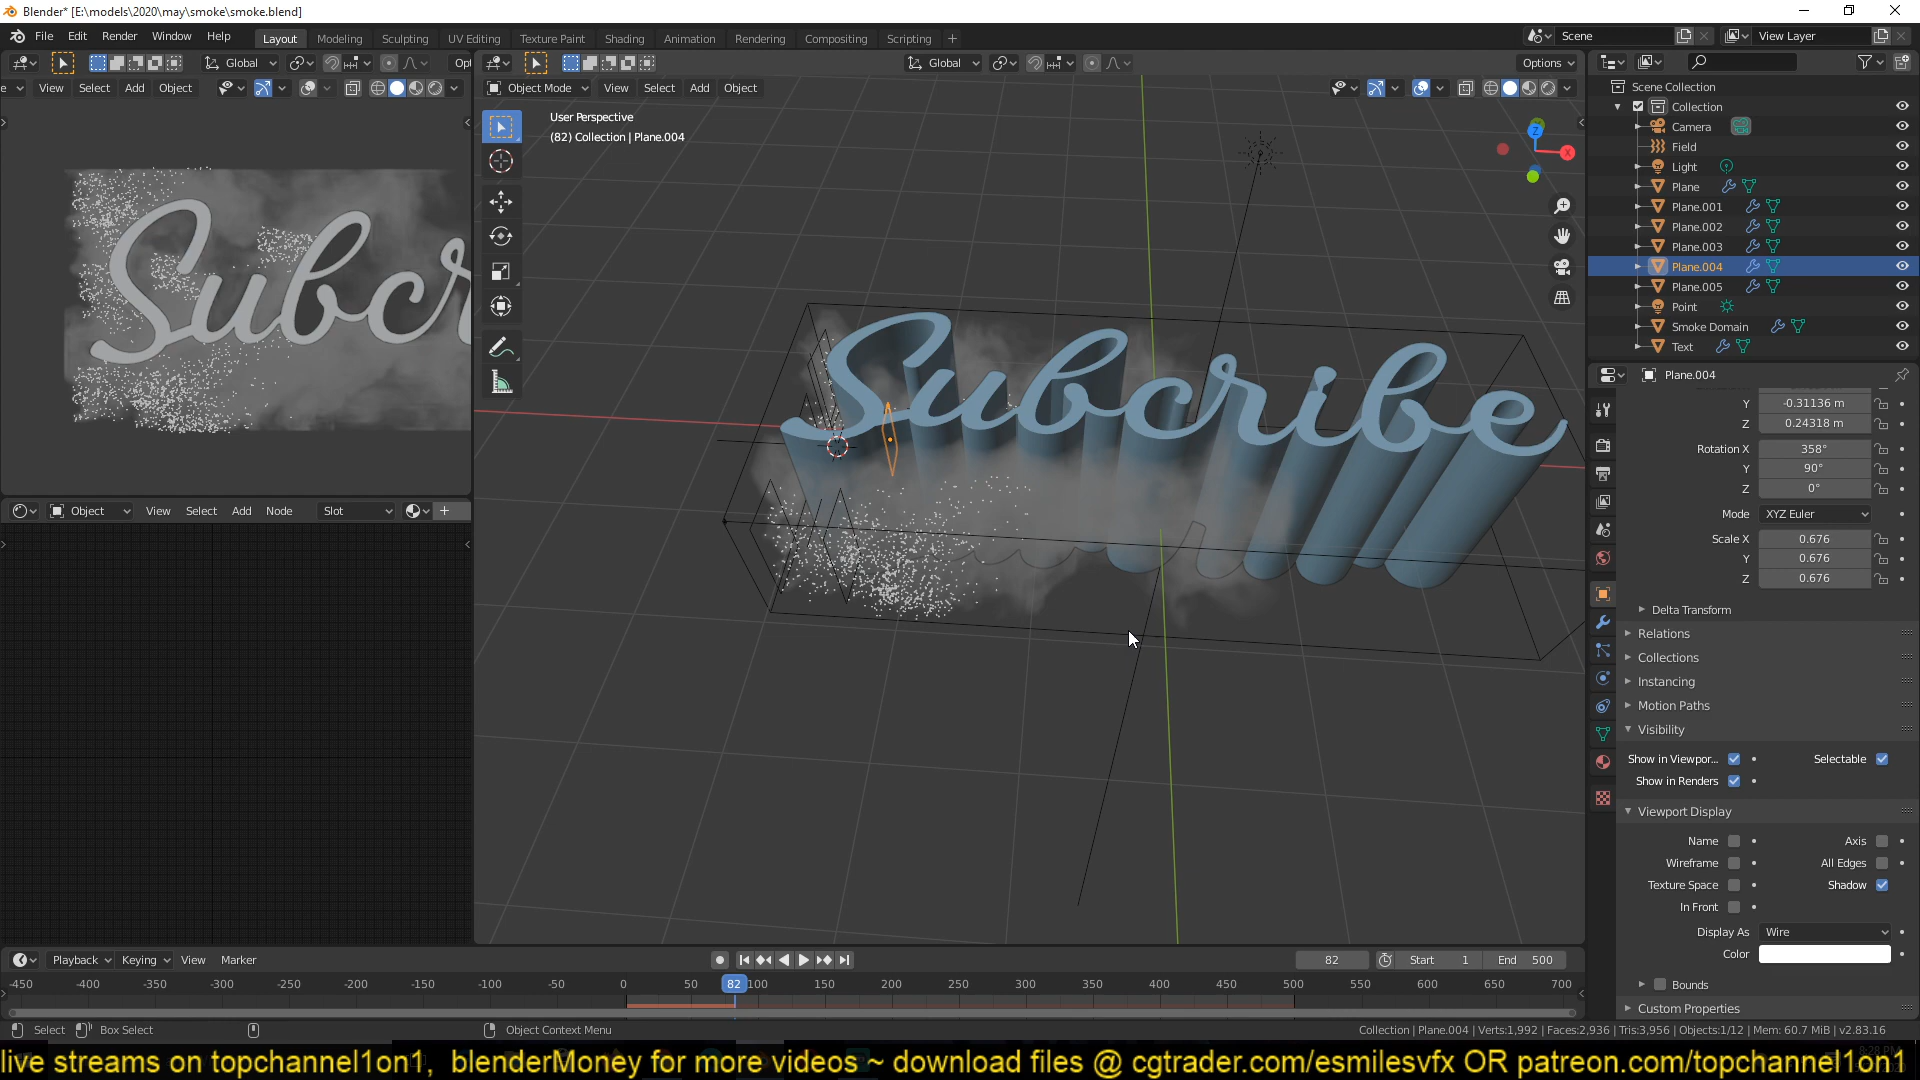 Blender* [E:\models\2020\may\smoke\smoke.blend]
File Edit Render Window Help Layout Modeling Sculpting UV Editing Texture Paint Shading Animation Rendering Compositing Scripting + Scene View Layer
Global Opt Global Options
e View Select Add Object Object Mode View Select Add Object
Scene Collection
Collection
Camera
Field
Light
Plane
Plane.001
Plane.002
Plane.003
Plane.004
Plane.005
Point
Smoke Domain
Text
User Perspective
(82) Collection | Plane.004
Z
X
Subcr
Subcribe
Plane.004
Y -0.31136 m
Z 0.24318 m
Rotation X 358°
Y 90°
Z 0°
Mode XYZ Euler
Scale X 0.676
Y 0.676
Z 0.676
Delta Transform
Relations
Collections
Instancing
Motion Paths
Visibility
Show in Viewpor... Selectable
Show in Renders
Viewport Display
Name Axis
Wireframe All Edges
Texture Space Shadow
In Front
Display As Wire
Color
Bounds
Custom Properties
Object View Select Add Node Slot
Playback Keying View Marker 82 Start 1 End 500
-450 -400 -350 -300 -250 -200 -150 -100 -50 0 50 82 100 150 200 250 300 350 400 450 500 550 600 650 700
Select Box Select Object Context Menu Collection | Plane.004 | Verts:1,992 | Faces:2,936 | Tris:3,956 | Objects:1/12 | Mem: 60.7 MiB | v2.83.16
live streams on topchannel1on1, blenderMoney for more videos ~ download files @ cgtrader.com/esmilesvfx OR patreon.com/topchannel1on1